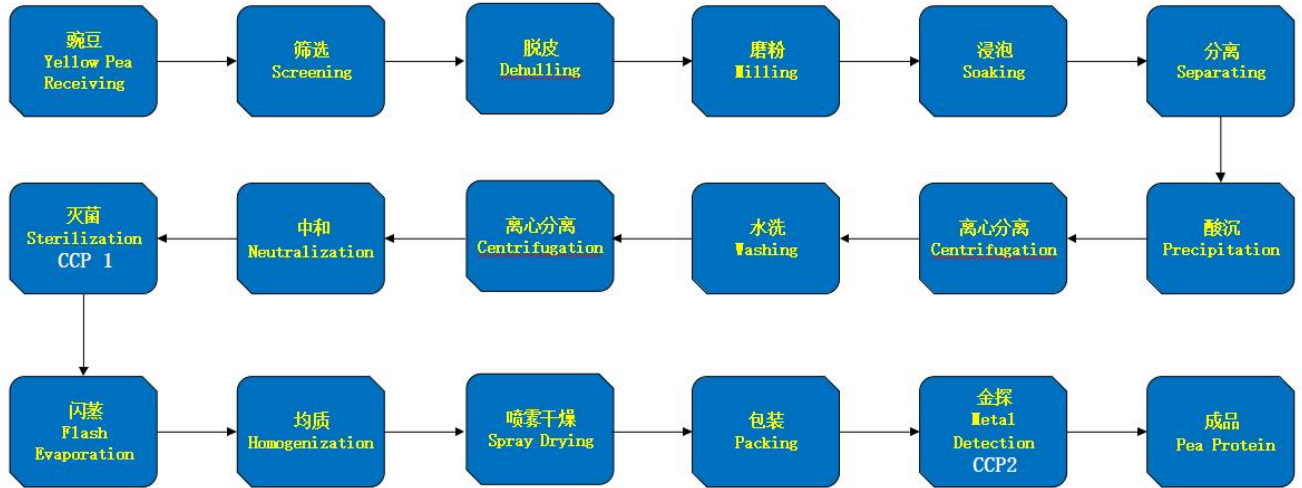 豌豆
Yellow Pea
Receiving
筛选
Screening
脱皮
Dehulling
磨粉
Milling
浸泡
Soaking
分离
Separating
灭菌
Sterilization
CCP 1
中和
Neutralization
离心分离
Centrifugation
水洗
Washing
离心分离
Centrifugation
酸沉
Precipitation
闪蒸
Flash
Evaporation
均质
Homogenization
喷雾干燥
Spray Drying
包装
Packing
金探
Metal
Detection
CCP2
成品
Pea Protein